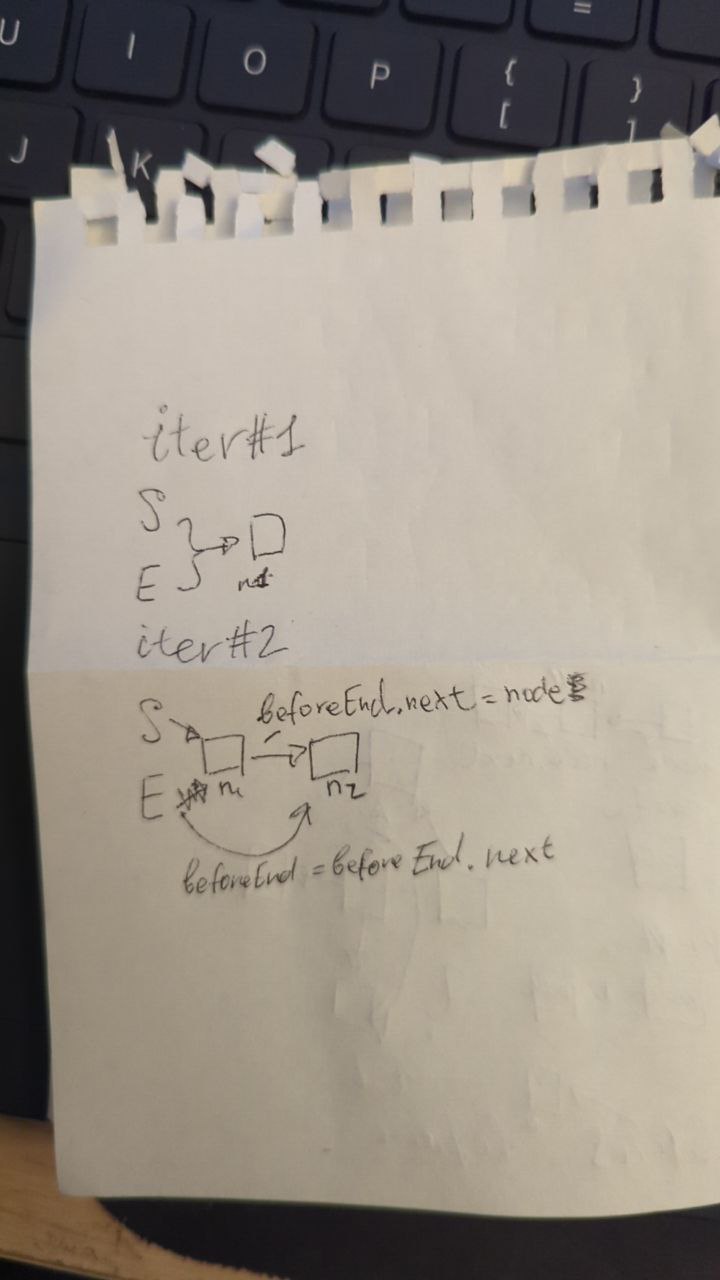 U I O P { [ } ] =
J K
iter#1
S
E
n1
iter#2
beforeEnd.next = node
S
E n1 n2
beforeEnd = beforeEnd.next